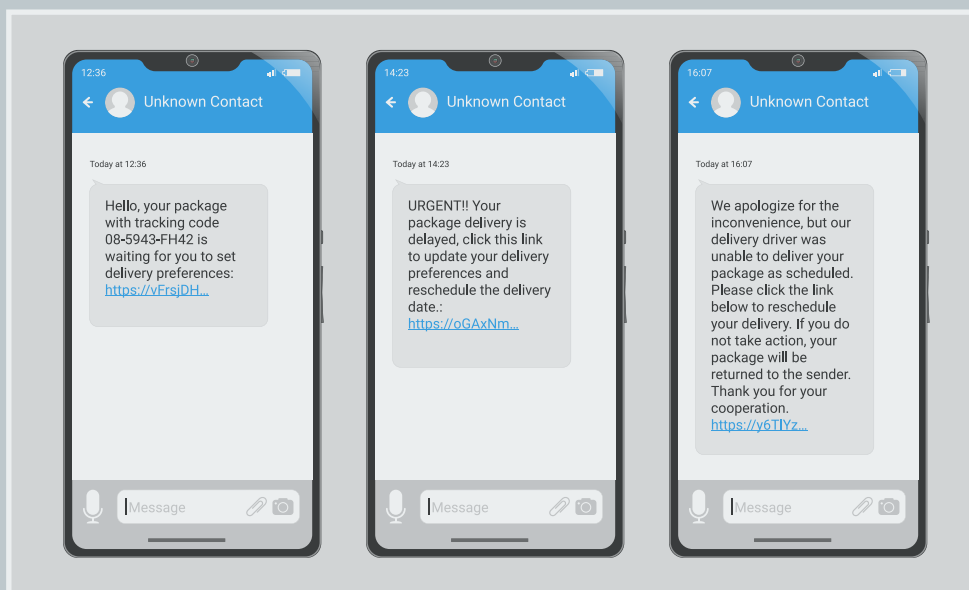 12:36
Unknown Contact
Today at 12:36
Hello, your package
with tracking code
08-5943-FH42 is
waiting for you to set
delivery preferences:
https://vFrsjDH...
Message
14:23
Unknown Contact
Today at 14:23
URGENT!! Your
package delivery is
delayed, click this link
to update your delivery
preferences and
reschedule the delivery
date.:
https://oGAxNm...
Message
16:07
Unknown Contact
Today at 16:07
We apologize for the
inconvenience, but our
delivery driver was
unable to deliver your
package as scheduled.
Please click the link
below to reschedule
your delivery. If you do
not take action, your
package will be
returned to the sender.
Thank you for your
cooperation.
https://y6TlYz...
Message